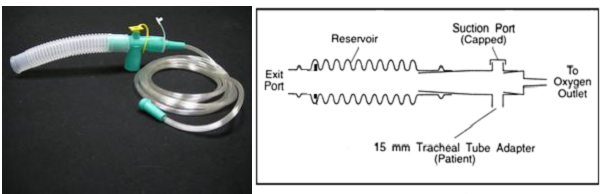 Reservoir
Suction Port
(Capped)
Exit
Port
To
Oxygen
Outlet
15 mm Tracheal Tube Adapter
(Patient)